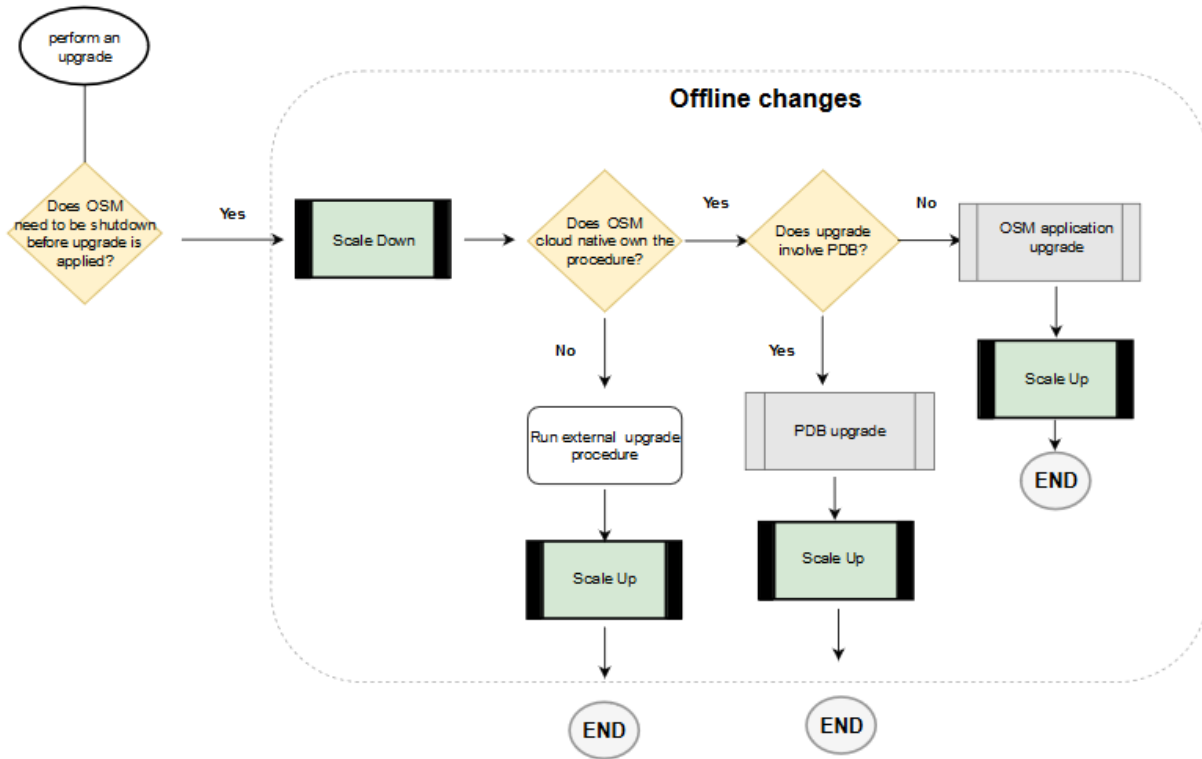 perform an
upgrade
Offline changes
Does OSM
need to be shutdown
before upgrade is
applied?
Yes
Scale Down
Does OSM
cloud native own the
procedure?
Yes
Does upgrade
involve PDB?
No
OSM application
upgrade
No
Yes
Scale Up
Run external upgrade
procedure
PDB upgrade
END
Scale Up
Scale Up
END
END